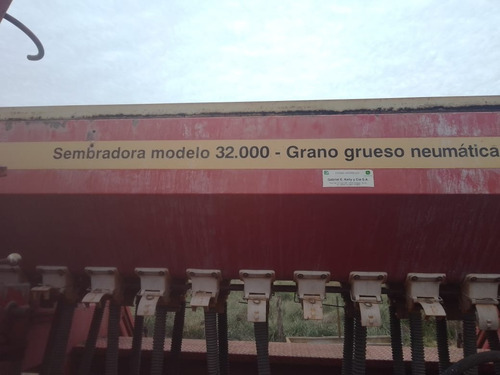 Sembradora modelo 32.000 - Grano grueso neumática